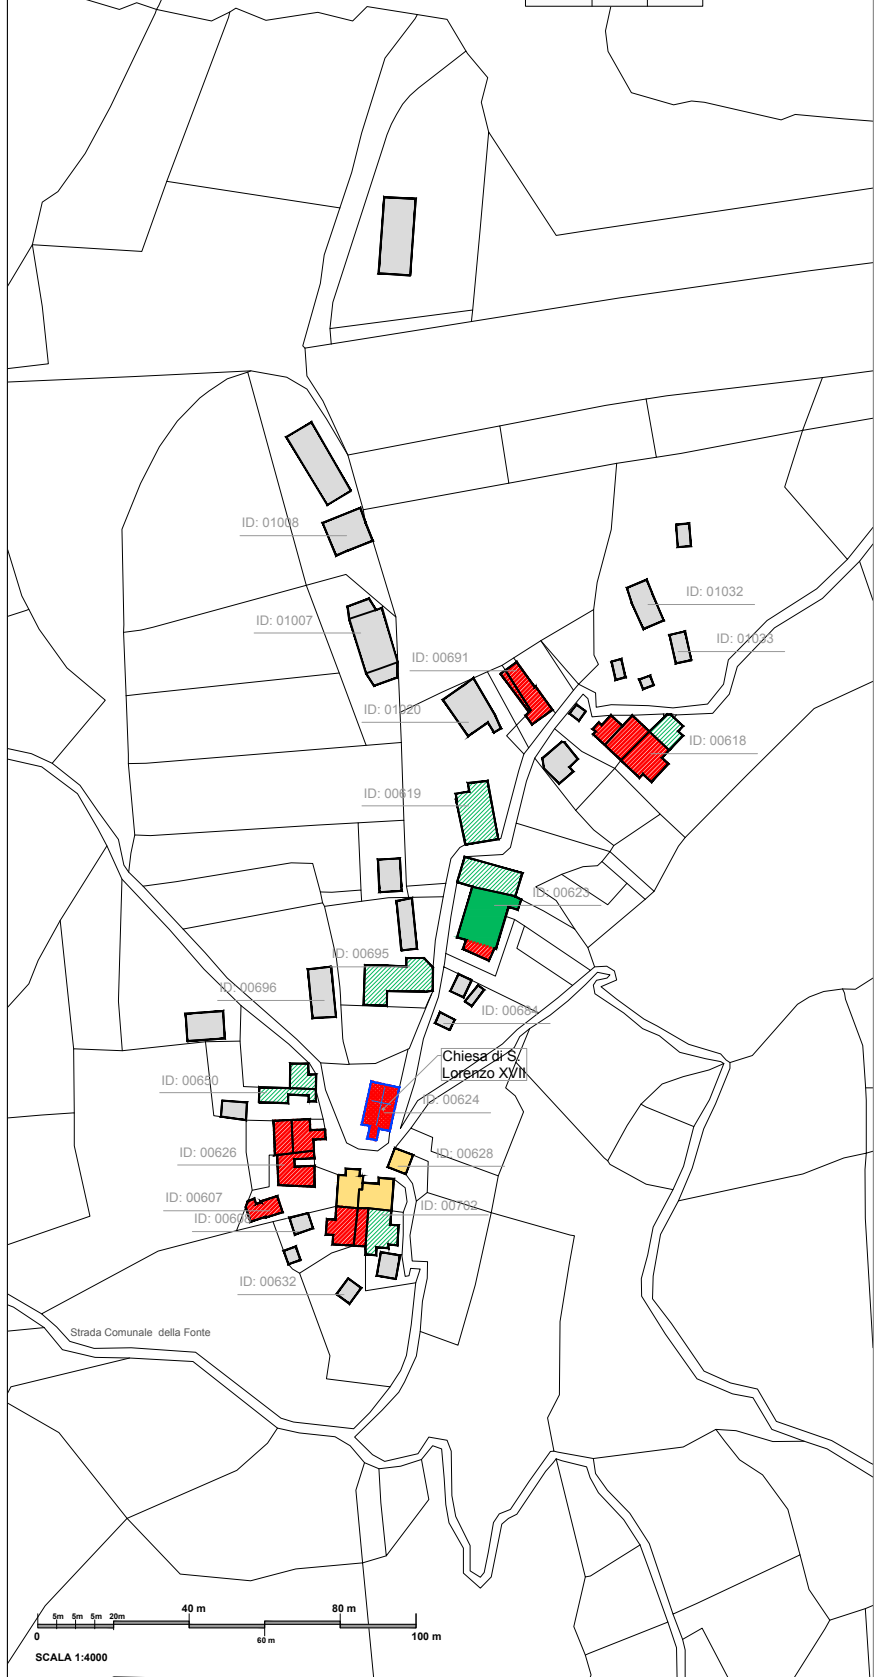 ID: 01008
ID: 01032
ID: 01007
ID: 01033
ID: 00691
ID: 01020
ID: 00618
ID: 00619
ID: 00623
ID: 00695
ID: 00696
ID: 00684
Chiesa di S.
Lorenzo XVII
ID: 00650
ID: 00624
ID: 00626
ID: 00628
ID: 00607
ID: 00702
ID: 00608
ID: 00632
Strada Comunale della Fonte
40 m
80 m
5m 5m 5m 20m
0
60 m
100 m
SCALA 1:4000